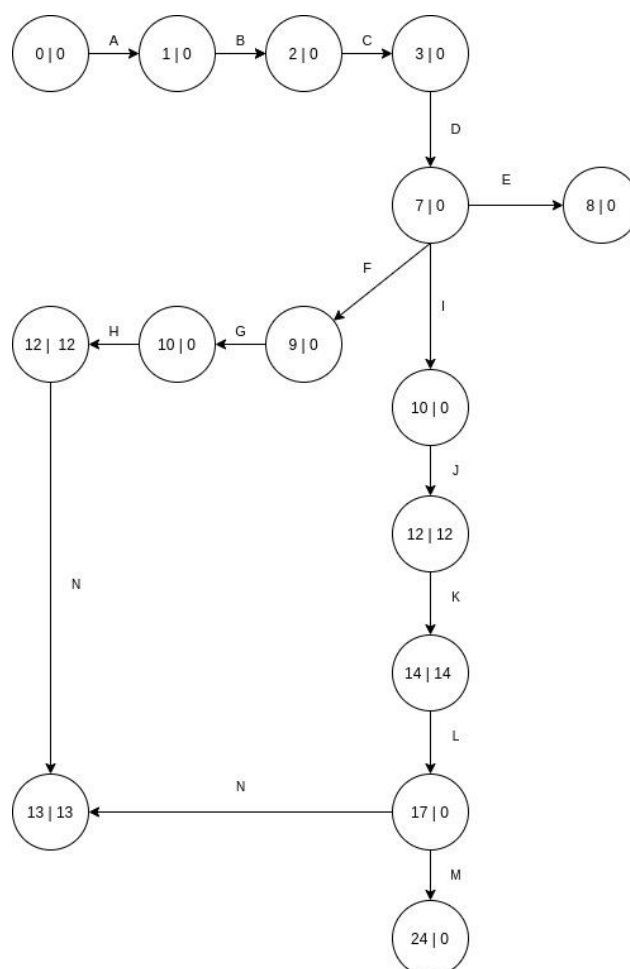 A
B
C
0 | 0
1 | 0
2 | 0
3 | 0
D
E
7 | 0
8 | 0
F
I
H
G
12 |  12
10 | 0
9 | 0
10 | 0
J
12 | 12
N
K
14 | 14
L
N
13 | 13
17 | 0
M
24 | 0